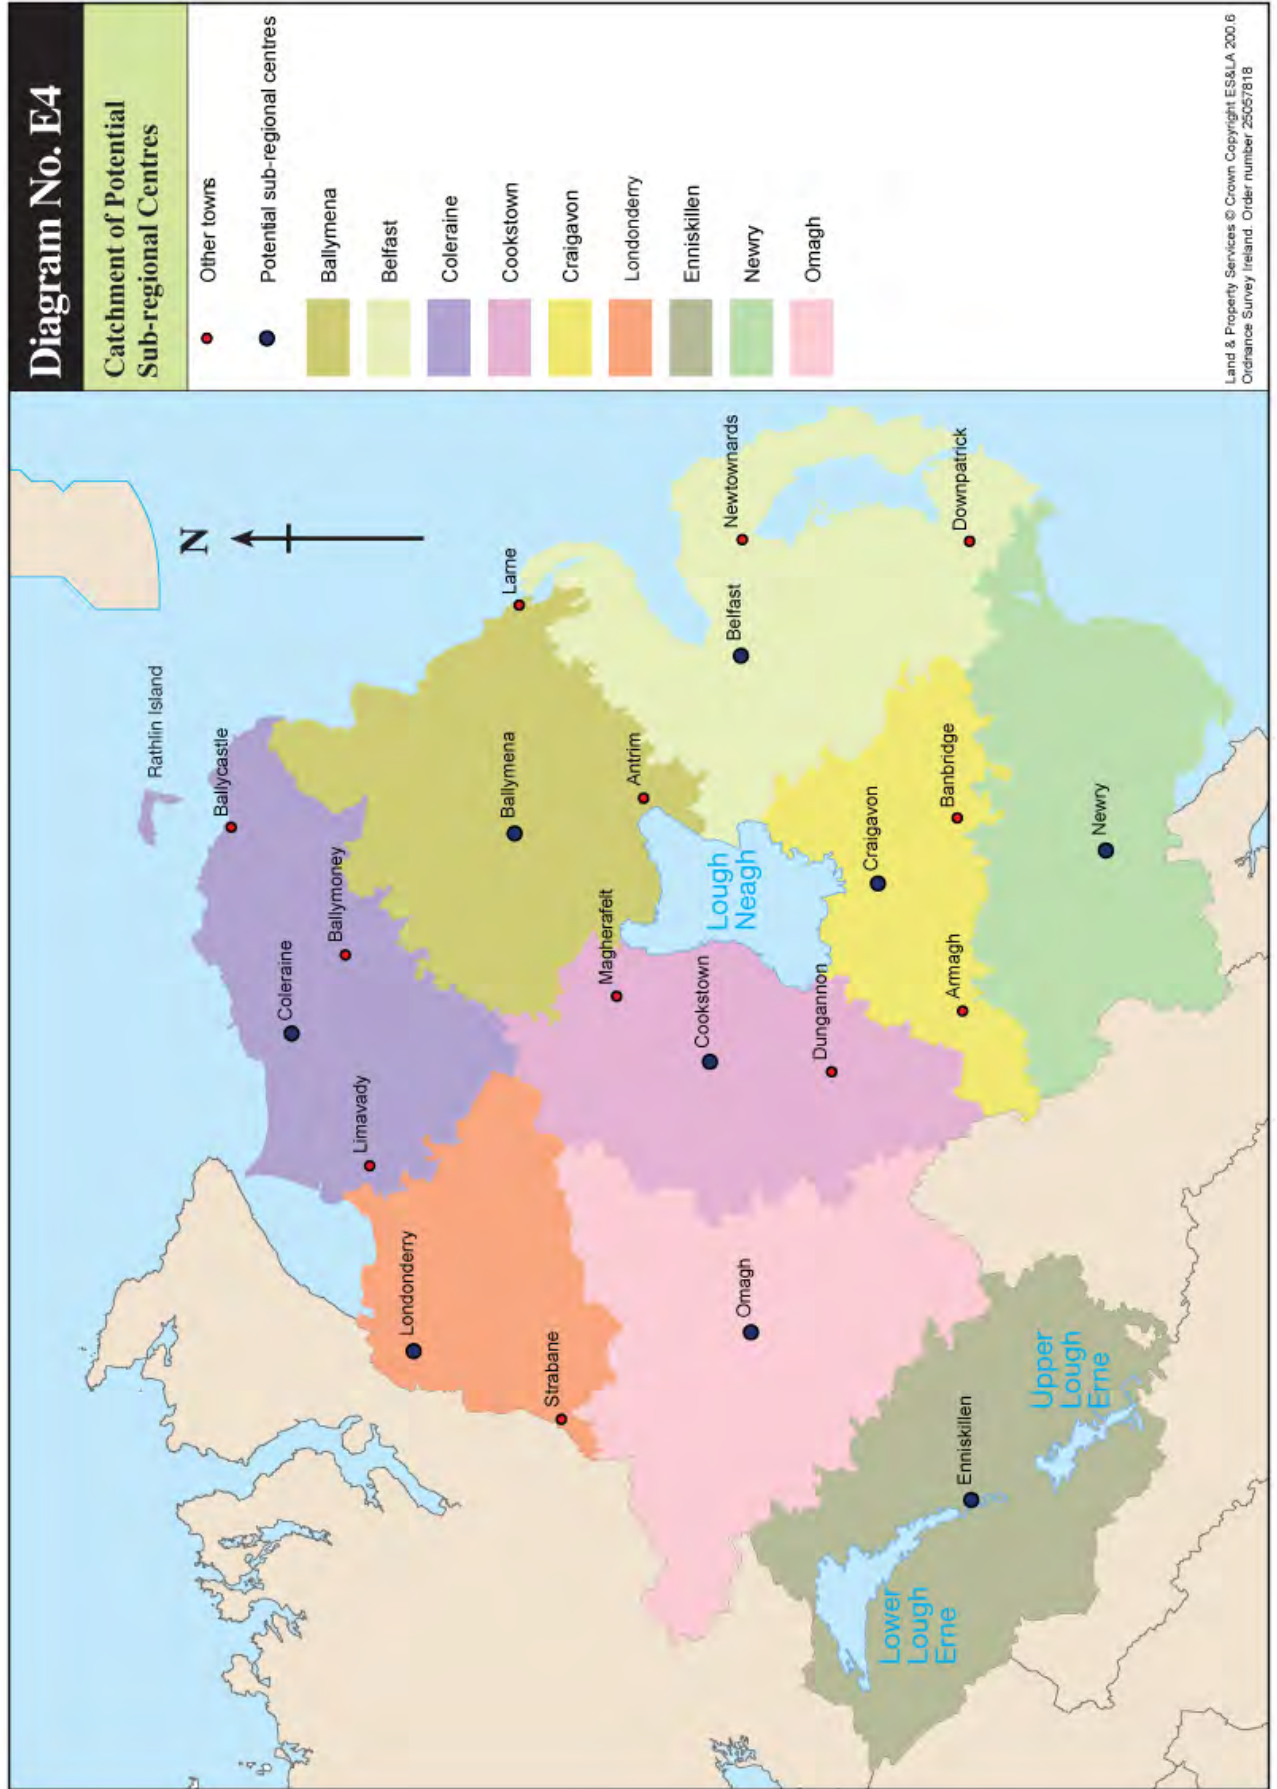 Diagram No. E4
Catchment of Potential
Sub-regional Centres
Other towns
Potential sub-regional centres
Ballymena
Belfast
Coleraine
Cookstown
Craigavon
Londonderry
Enniskillen
Newry
Omagh
Land & Property Services © Crown Copyright ES&LA 200.6
Ordnance Survey Ireland. Order number 25057818
N
Rathlin Island
Ballycastle
Coleraine
Ballymoney
Limavady
Londonderry
Larne
Ballymena
Strabane
Magherafelt
Antrim
Lough
Neagh
Cookstown
Belfast
Newtownards
Omagh
Dungannon
Craigavon
Armagh
Banbridge
Downpatrick
Enniskillen
Lower
Lough
Erne
Upper
Lough
Erne
Newry